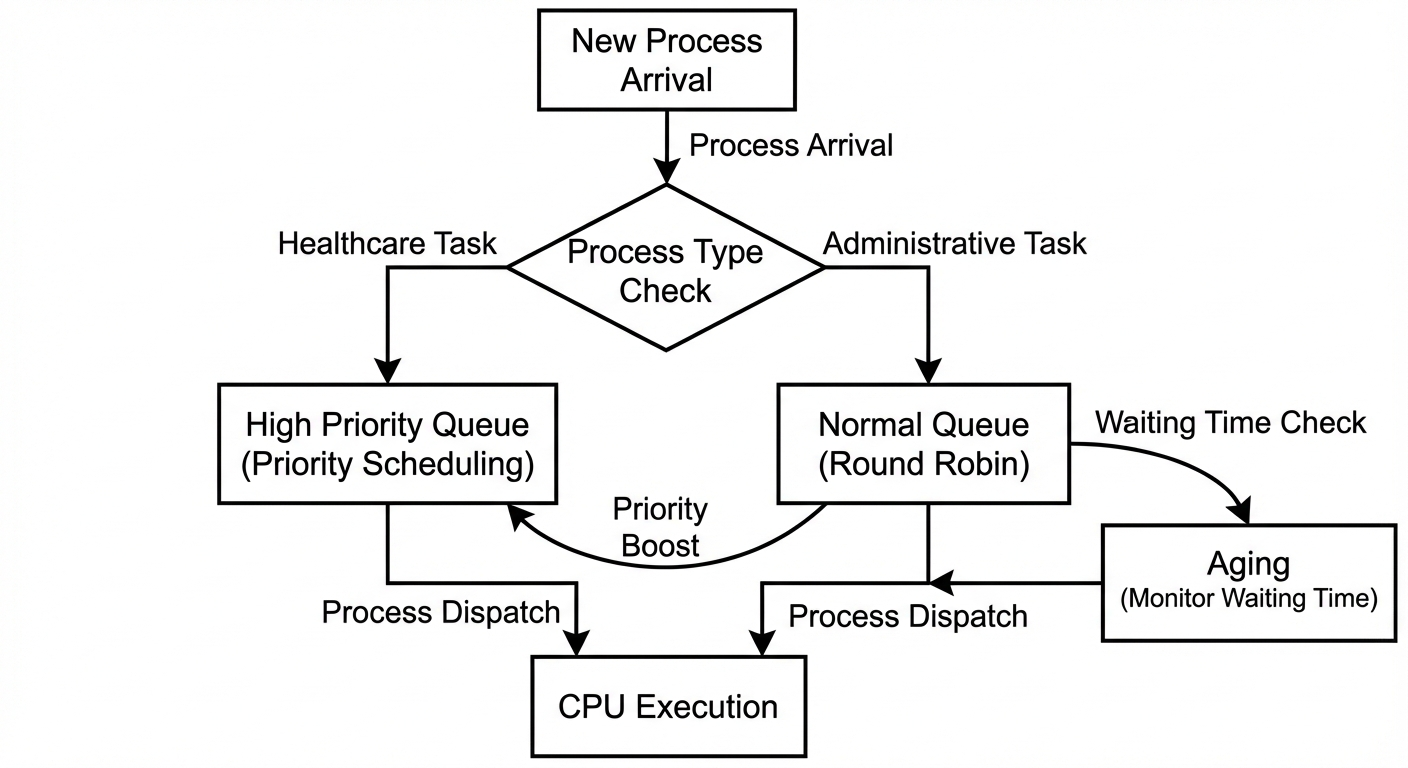 New Process
Arrival
Process Arrival
Healthcare Task
Process Type
Check
Administrative Task
High Priority Queue
(Priority Scheduling)
Normal Queue
(Round Robin)
Waiting Time Check
Priority
Boost
Aging
(Monitor Waiting Time)
Process Dispatch
Process Dispatch
CPU Execution